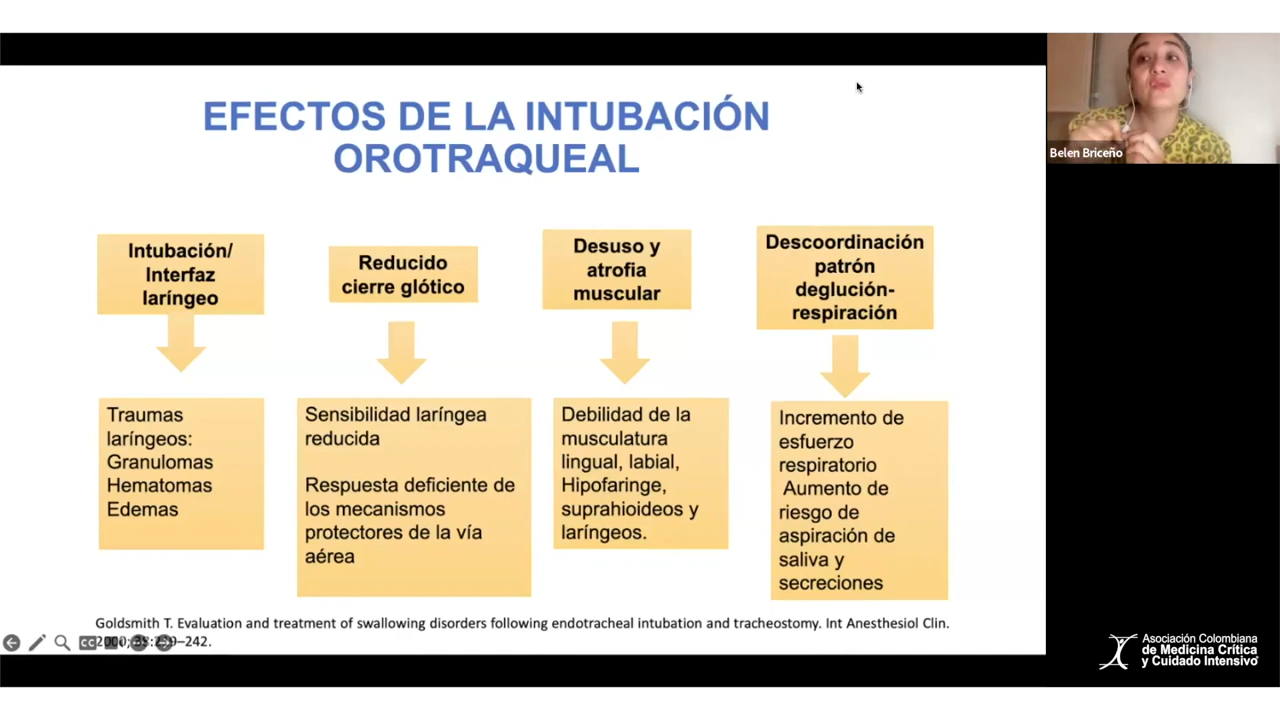 EFECTOS DE LA INTUBACIÓN
OROTRAQUEAL
Belen Briceño
Intubación/
Interfaz
laríngeo
Reducido
cierre glótico
Desuso y
atrofia
muscular
Descoordinación
patrón
deglución-
respiración
Traumas
laríngeos:
Granulomas
Hematomas
Edemas
Sensibilidad laríngea
reducida
Respuesta deficiente de
los mecanismos
protectores de la vía
aérea
Debilidad de la
musculatura
lingual, labial,
Hipofaringe,
suprahioideos y
laríngeos.
Incremento de
esfuerzo
respiratorio
Aumento de
riesgo de
aspiración de
saliva y
secreciones
Goldsmith T. Evaluation and treatment of swallowing disorders following endotracheal intubation and tracheostomy. Int Anesthesiol Clin.
–242.
Asociación Colombiana
de Medicina Crítica
y Cuidado Intensivo